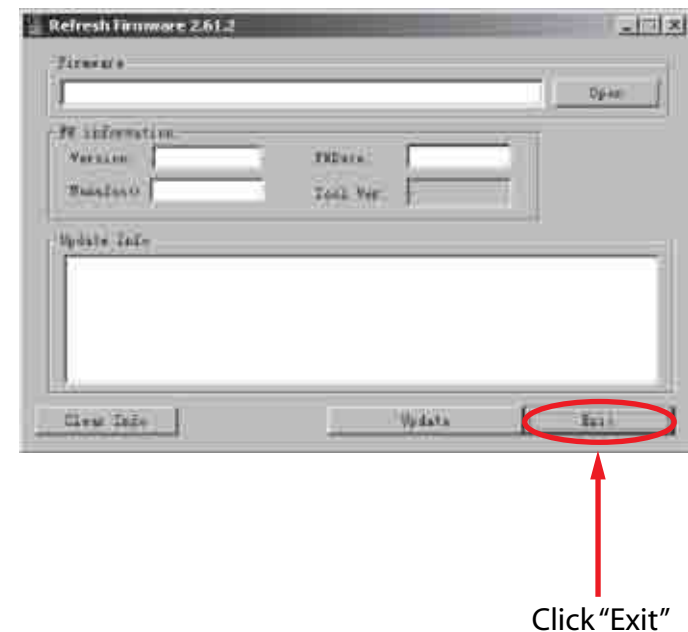 Refresh Firmware 2.61.2
Firmware
Open
FW information
Version
FWDate
Tool Ver
Update Info
Clear Info Update Exit
Click “Exit”